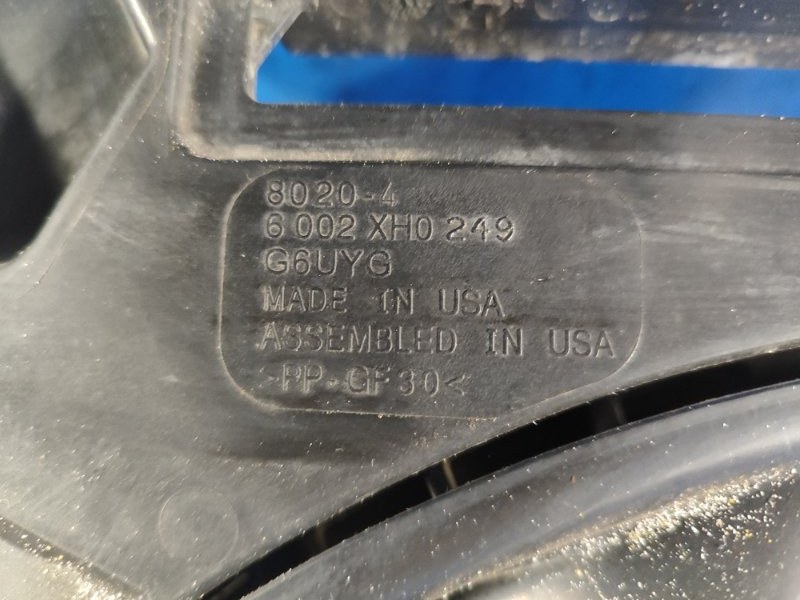 8020-4
6 002 XH0 249
G6UYG
MADE IN USA
ASSEMBLED IN USA
>PP-GF30<